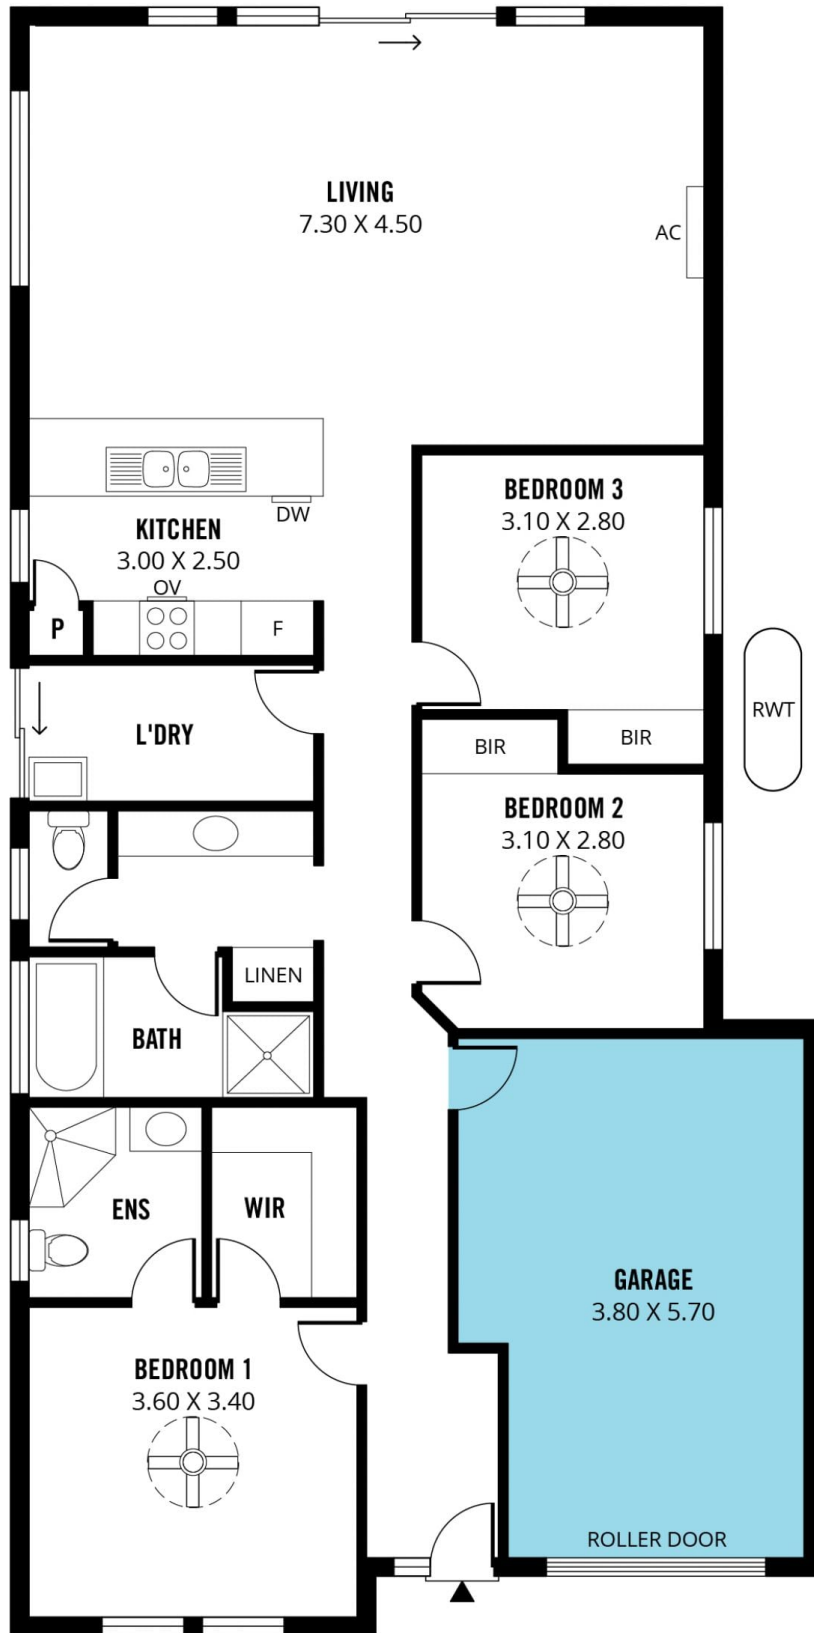 LIVING
7.30 X 4.50
AC
BEDROOM 3
3.10 X 2.80
DW
KITCHEN
3.00 X 2.50
OV
P
F
L'DRY
BIR
BIR
RWT
BEDROOM 2
3.10 X 2.80
LINEN
BATH
ENS
WIR
GARAGE
3.80 X 5.70
BEDROOM 1
3.60 X 3.40
ROLLER DOOR